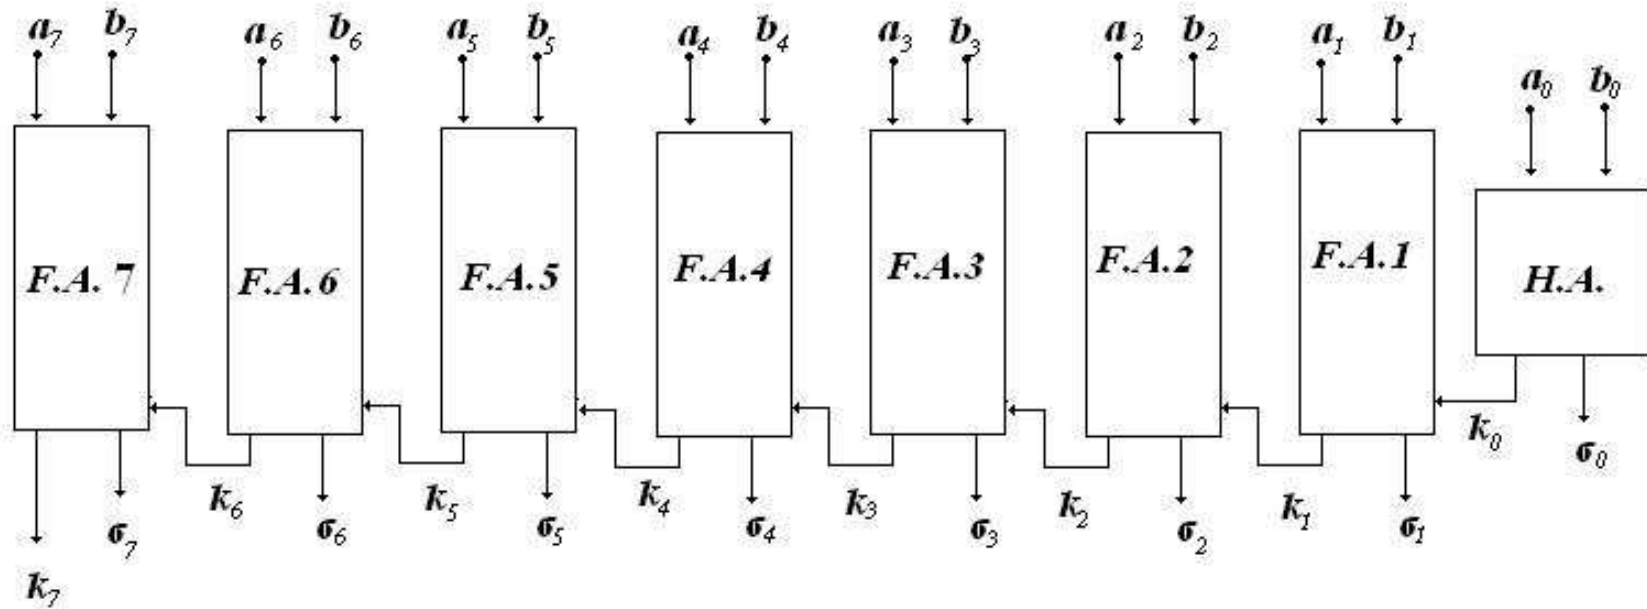 a₇ b₇ a₆ b₆ a₅ b₅ a₄ b₄ a₃ b₃ a₂ b₂ a₁ b₁
a₀ b₀
F.A. 7 F.A.6 F.A.5 F.A.4 F.A.3 F.A.2 F.A.1 H.A.
k₀ σ₀
k₆ k₅ k₄ k₃ k₂ k₁
σ₇ σ₆ σ₅ σ₄ σ₃ σ₂ σ₁
k₇